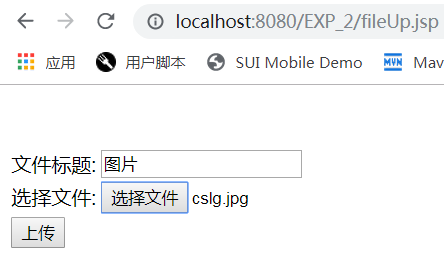 localhost:8080/EXP_2/fileUp.jsp
应用 用户脚本 SUI Mobile Demo MVN Mav
文件标题: 图片
选择文件: 选择文件 cslg.jpg
上传